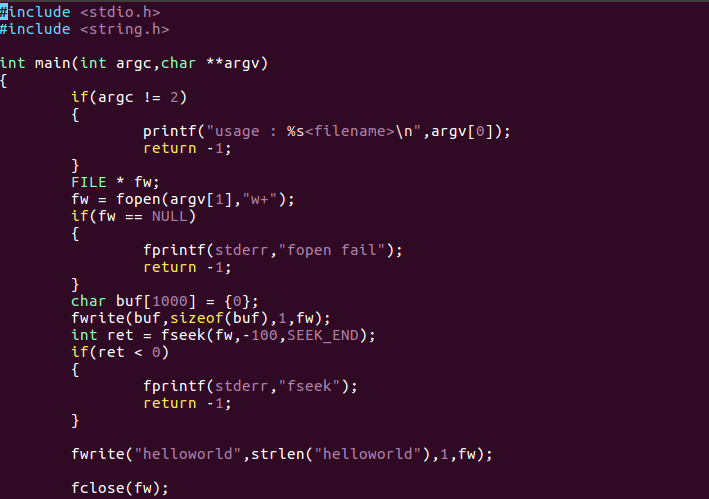 #include <stdio.h>
#include <string.h>

int main(int argc,char **argv)
{
        if(argc != 2)
        {
                printf("usage : %s<filename>\n",argv[0]);
                return -1;
        }
        FILE * fw;
        fw = fopen(argv[1],"w+");
        if(fw == NULL)
        {
                fprintf(stderr,"fopen fail");
                return -1;
        }
        char buf[1000] = {0};
        fwrite(buf,sizeof(buf),1,fw);
        int ret = fseek(fw,-100,SEEK_END);
        if(ret < 0)
        {
                fprintf(stderr,"fseek");
                return -1;
        }

        fwrite("helloworld",strlen("helloworld"),1,fw);

        fclose(fw);